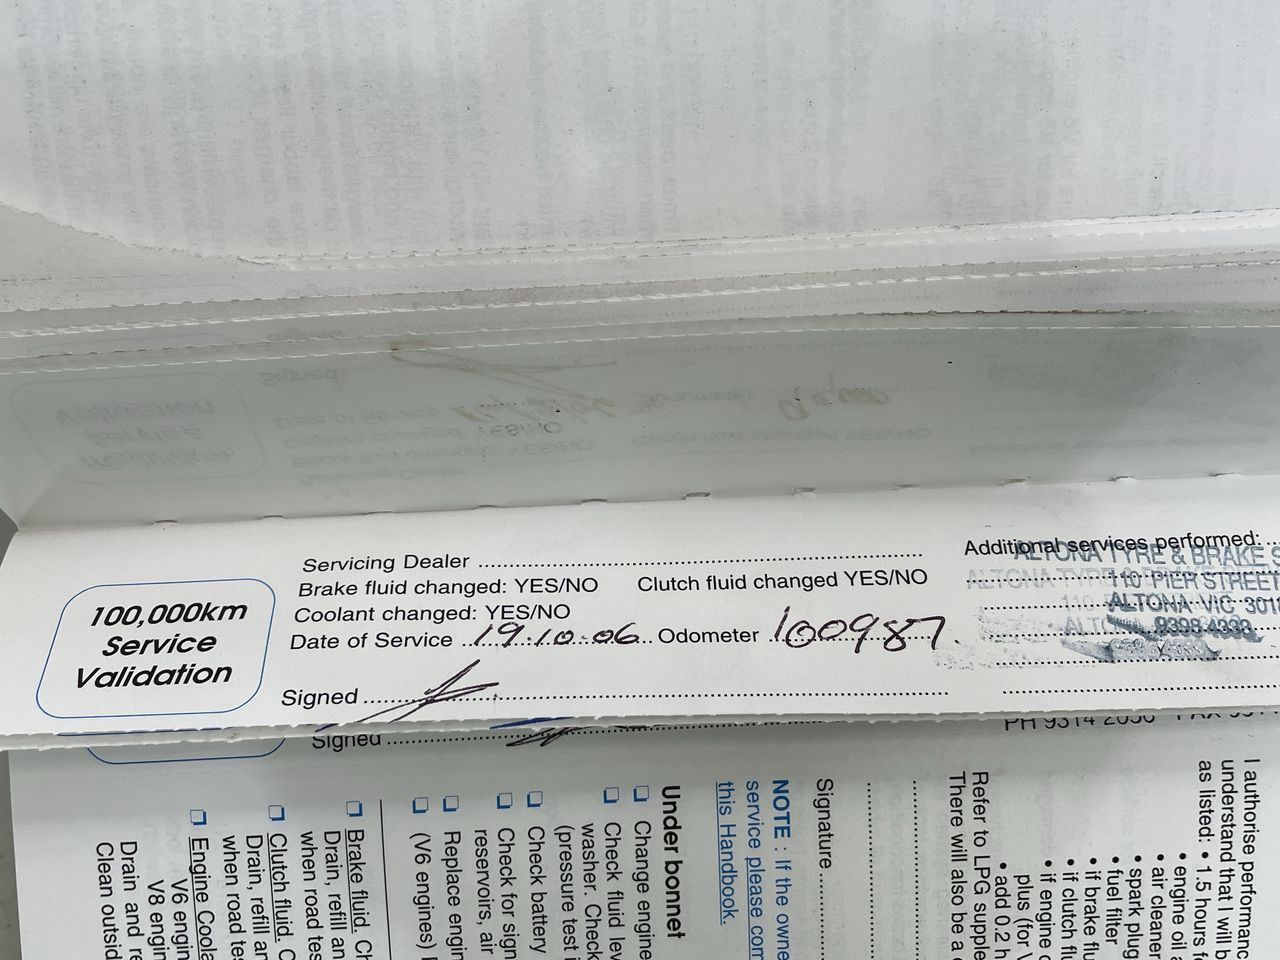 100,000km
Service
Validation
Servicing Dealer
Brake fluid changed: YES/NO Clutch fluid changed YES/NO
Coolant changed: YES/NO
Date of Service 19.10.06 Odometer 100987
Signed
Additional services performed:
ALTONA TYRE & BRAKE S
110 PIER STREET
ALTONA VIC 3018
9398 4333
Signed
I authorise performanc
understand that I will b
as listed: • 1.5 hours f
• engine oil
• air cleaner
• spark plug
• fuel filter
• if brake flu
• if clutch flu
• if engine c
plus (for V
• add 0.2 h
Refer to LPG supple
There will also be a
Signature
NOTE : If the owne
service please com
this Handbook.
Under bonnet
❏ Change engine
❏ Check fluid lev
washer. Check
(pressure test i
❏ Check battery
❏ Check for sign
reservoirs, air
❏ Replace engin
❏ (V6 engines)
❏ Brake fluid. Ch
Drain, refill an
when road tes
❏ Clutch fluid. C
Drain, refill an
when road tes
❏ Engine Coola
V6 engin
V8 engin
Drain and re
Clean outsid